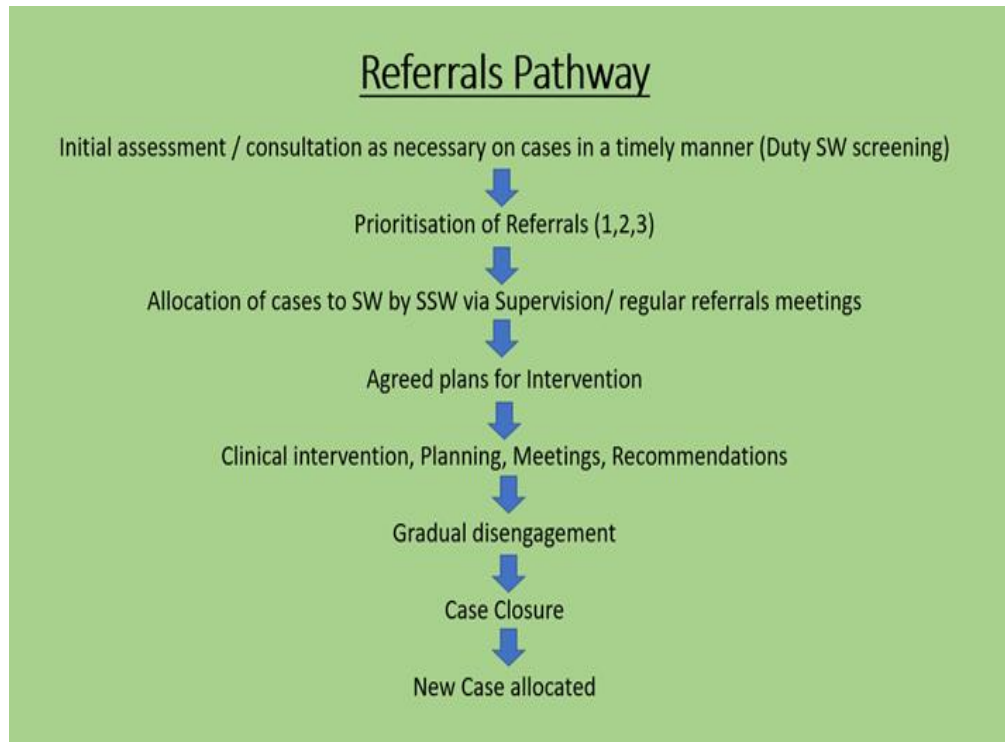 Referrals Pathway
Initial assessment / consultation as necessary on cases in a timely manner (Duty SW screening)
Prioritisation of Referrals (1,2,3)
Allocation of cases to SW by SSW via Supervision/ regular referrals meetings
Agreed plans for Intervention
Clinical intervention, Planning, Meetings, Recommendations
Gradual disengagement
Case Closure
New Case allocated